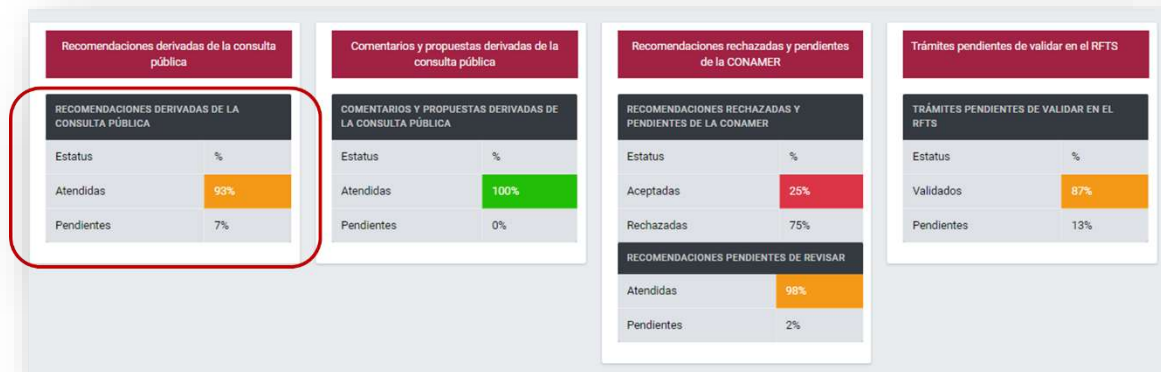 Recomendaciones derivadas de la consulta
pública
RECOMENDACIONES DERIVADAS DE LA
CONSULTA PÚBLICA
Estatus %
Atendidas 93%
Pendientes 7%
Comentarios y propuestas derivadas de la
consulta pública
COMENTARIOS Y PROPUESTAS DERIVADAS DE
LA CONSULTA PÚBLICA
Estatus %
Atendidas 100%
Pendientes 0%
Recomendaciones rechazadas y pendientes
de la CONAMER
RECOMENDACIONES RECHAZADAS Y
PENDIENTES DE LA CONAMER
Estatus %
Aceptadas 25%
Rechazadas 75%
RECOMENDACIONES PENDIENTES DE REVISAR
Atendidas 98%
Pendientes 2%
Trámites pendientes de validar en el RFTS
TRÁMITES PENDIENTES DE VALIDAR EN EL
RFTS
Estatus %
Validados 87%
Pendientes 13%